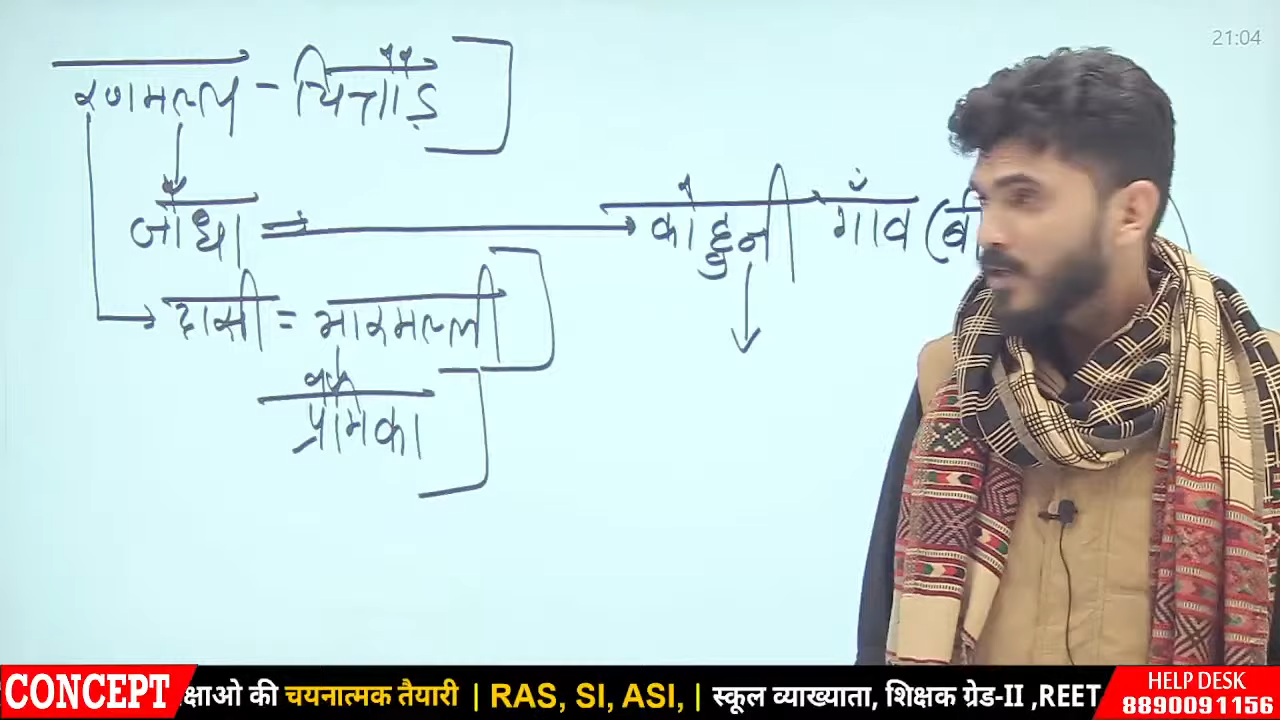 21:04
रणमल्ल - चित्तौड़
जोधा → कोहुनी गाँव (बी
दासी = भारमल्ली
प्रेमिका
CONCEPT
क्षाओ की चयनात्मक तैयारी | RAS, SI, ASI, | स्कूल व्याख्याता, शिक्षक ग्रेड-II ,REET
HELP DESK
8890091156